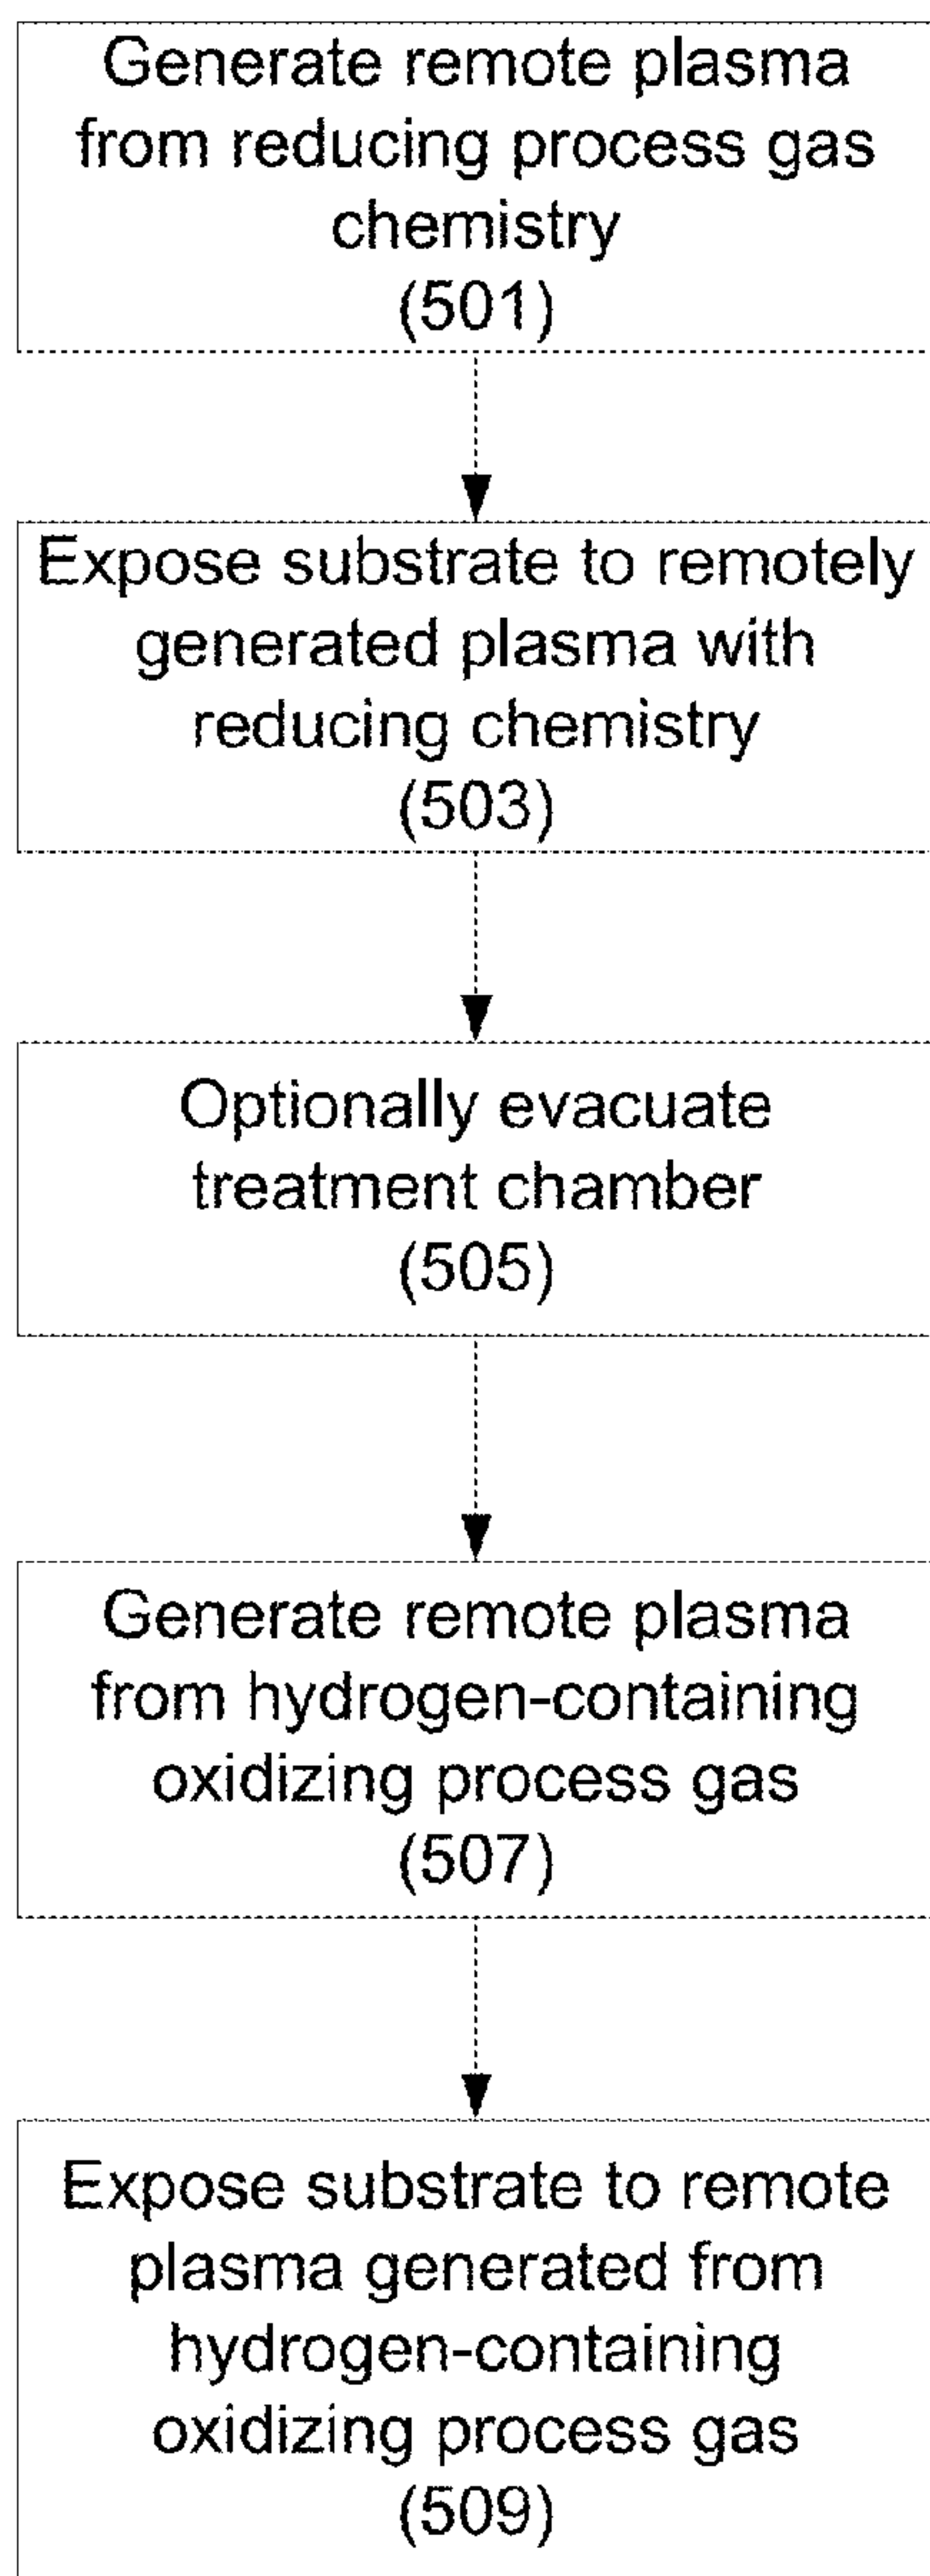 Generate remote plasma
from reducing process gas
chemistry
(501)
Expose substrate to remotely
generated plasma with
reducing chemistry
(503)
Optionally evacuate
treatment chamber
(505)
Generate remote plasma
from hydrogen-containing
oxidizing process gas
(507)
Expose substrate to remote
plasma generated from
hydrogen-containing
oxidizing process gas
(509)